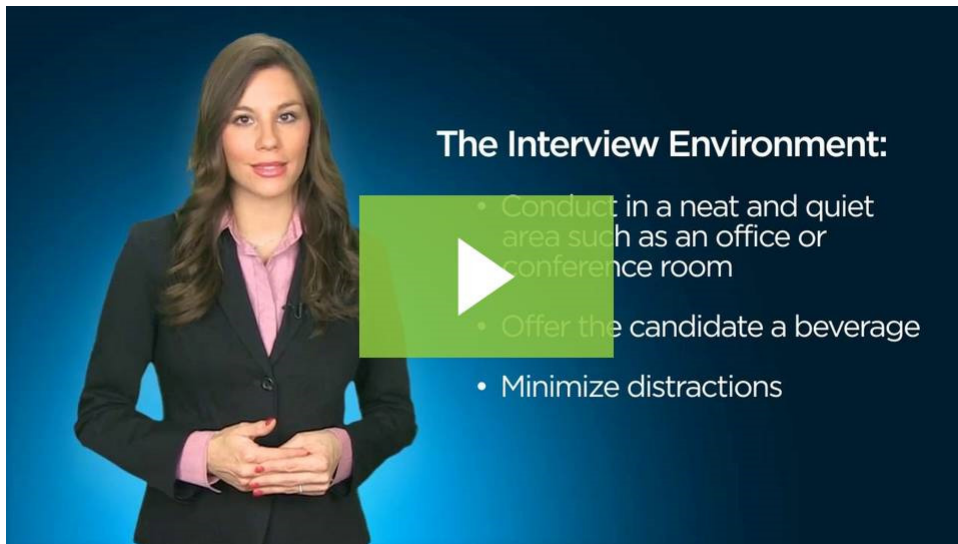 The Interview Environment:
• Conduct in a neat and quiet
area such as an office or
conference room
• Offer the candidate a beverage
• Minimize distractions